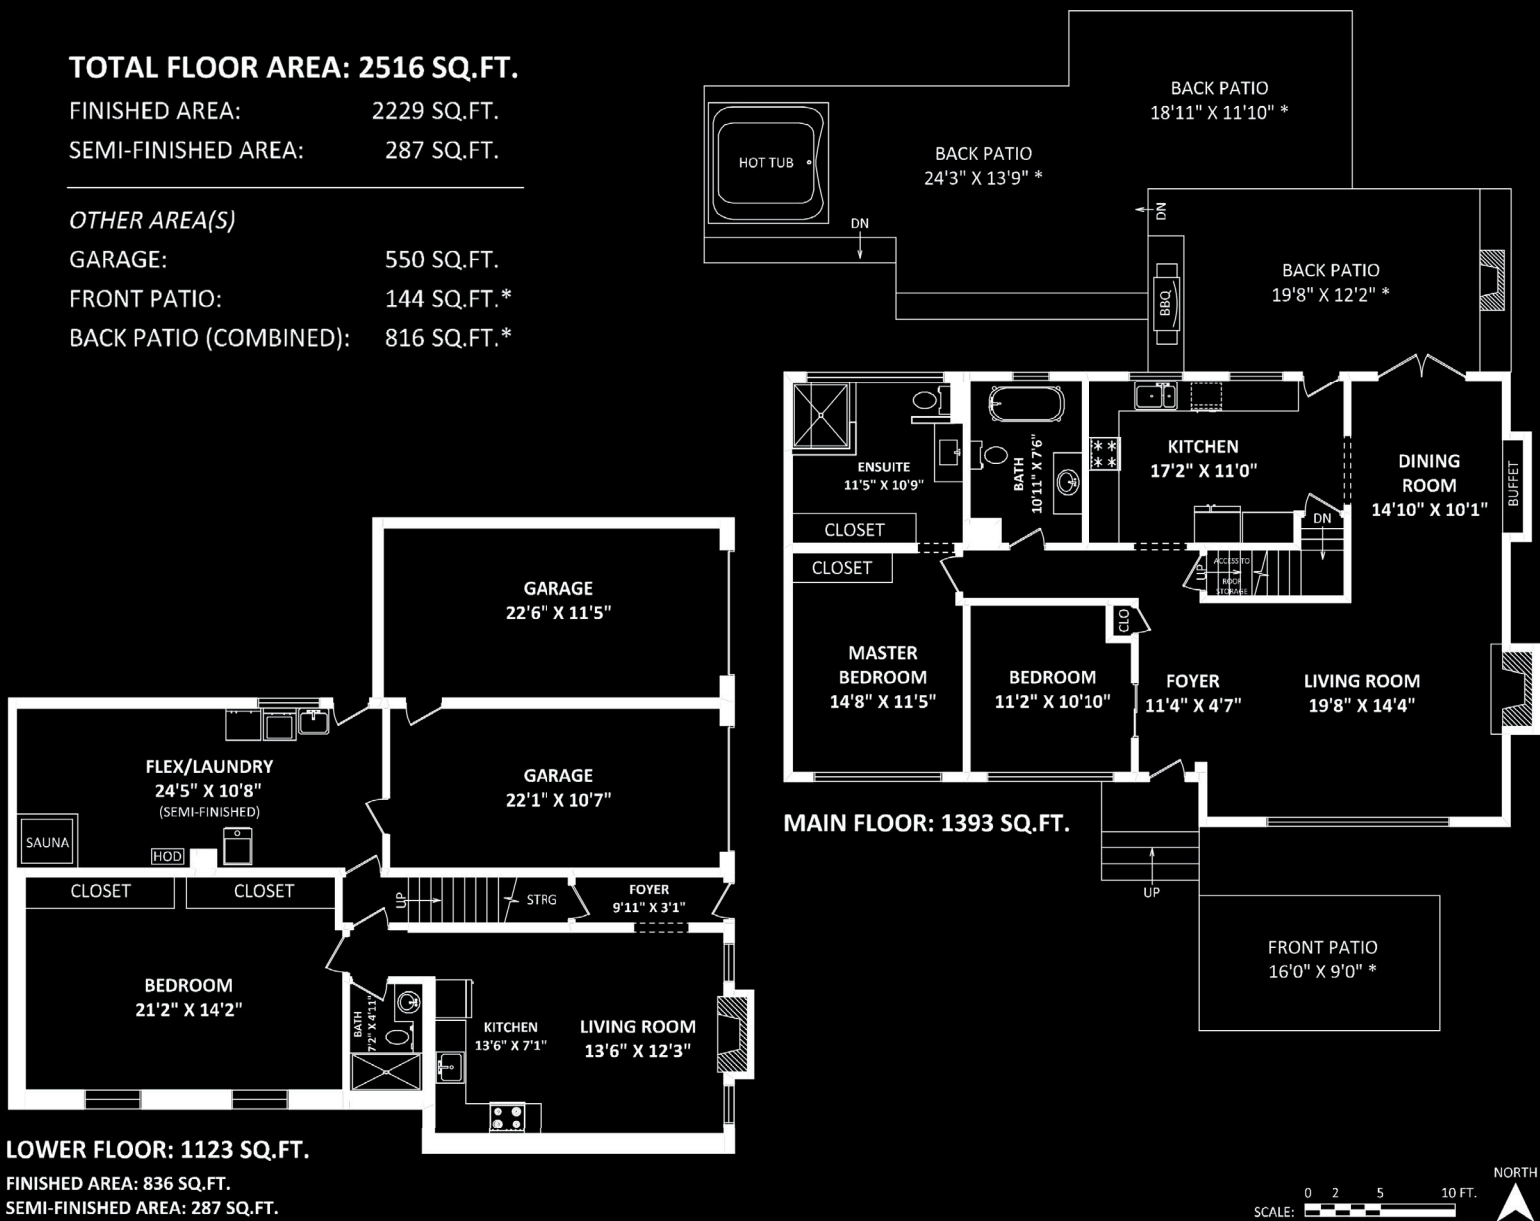 TOTAL FLOOR AREA: 2516 SQ.FT.
FINISHED AREA: 2229 SQ.FT.
SEMI-FINISHED AREA: 287 SQ.FT.
OTHER AREA(S)
GARAGE: 550 SQ.FT.
FRONT PATIO: 144 SQ.FT.*
BACK PATIO (COMBINED): 816 SQ.FT.*
BACK PATIO
18'11" X 11'10" *
BACK PATIO
24'3" X 13'9" *
HOT TUB
DN
DN
BACK PATIO
19'8" X 12'2" *
BBQ
ENSUITE
11'5" X 10'9"
CLOSET
BATH
10'11" X 7'6"
KITCHEN
17'2" X 11'0"
DINING
ROOM
14'10" X 10'1"
BUFFET
DN
CLOSET
UP
ACCESS TO
ROOF
STORAGE
CLO
MASTER
BEDROOM
14'8" X 11'5"
BEDROOM
11'2" X 10'10"
FOYER
11'4" X 4'7"
LIVING ROOM
19'8" X 14'4"
MAIN FLOOR: 1393 SQ.FT.
UP
FRONT PATIO
16'0" X 9'0" *
GARAGE
22'6" X 11'5"
GARAGE
22'1" X 10'7"
FLEX/LAUNDRY
24'5" X 10'8"
(SEMI-FINISHED)
SAUNA
HOD
CLOSET
CLOSET
UP
STRG
FOYER
9'11" X 3'1"
BEDROOM
21'2" X 14'2"
BATH
7'2" X 4'11"
KITCHEN
13'6" X 7'1"
LIVING ROOM
13'6" X 12'3"
LOWER FLOOR: 1123 SQ.FT.
FINISHED AREA: 836 SQ.FT.
SEMI-FINISHED AREA: 287 SQ.FT.
NORTH
0 2 5 10 FT.
SCALE: